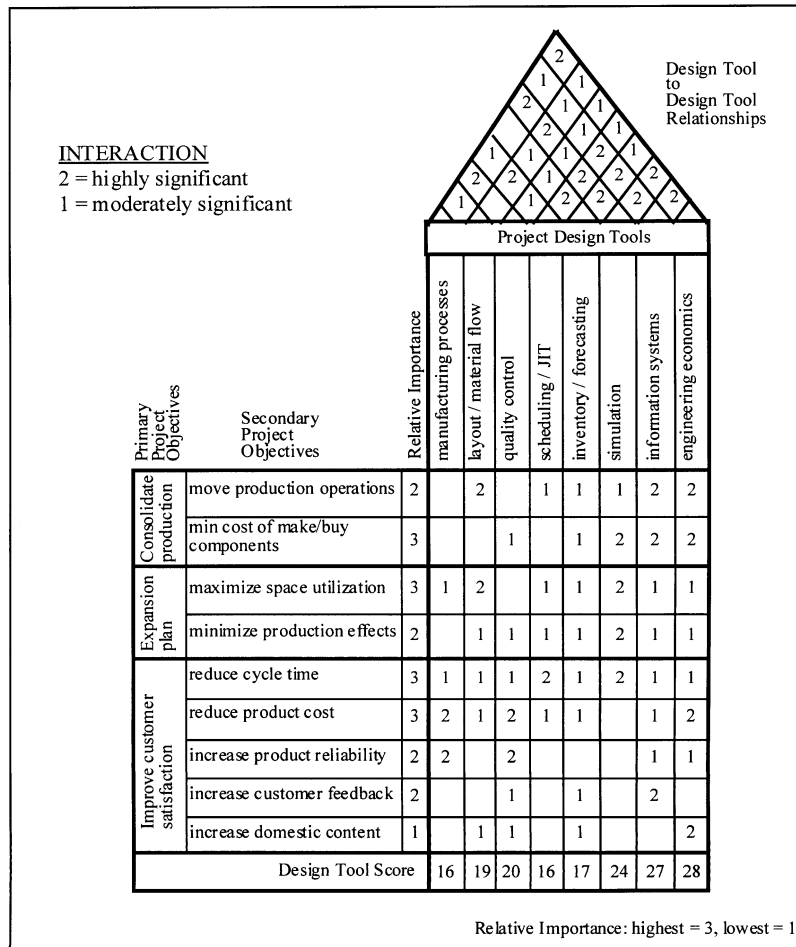 2
1 1
2 1 1
2 1 1
1 1 1 2 1
2 2 1 2 2 2
1 1 2 2 2 2
Design Tool
to
Design Tool
Relationships
INTERACTION
2 = highly significant
1 = moderately significant
Project Design Tools
Primary
Project
Objectives
Secondary
Project
Objectives
Relative Importance
manufacturing processes
layout / material flow
quality control
scheduling / JIT
inventory / forecasting
simulation
information systems
engineering economics
Consolidate
production
move production operations 2 2 1 1 1 2 2
min cost of make/buy
components 3 1 1 2 2 2
Expansion
plan
maximize space utilization 3 1 2 1 1 2 1 1
minimize production effects 2 1 1 1 1 2 1 1
Improve customer
satisfaction
reduce cycle time 3 1 1 1 2 1 2 1 1
reduce product cost 3 2 1 2 1 1 1 2
increase product reliability 2 2 2 1 1
increase customer feedback 2 1 1 2
increase domestic content 1 1 1 1 2
Design Tool Score 16 19 20 16 17 24 27 28
Relative Importance: highest = 3, lowest = 1